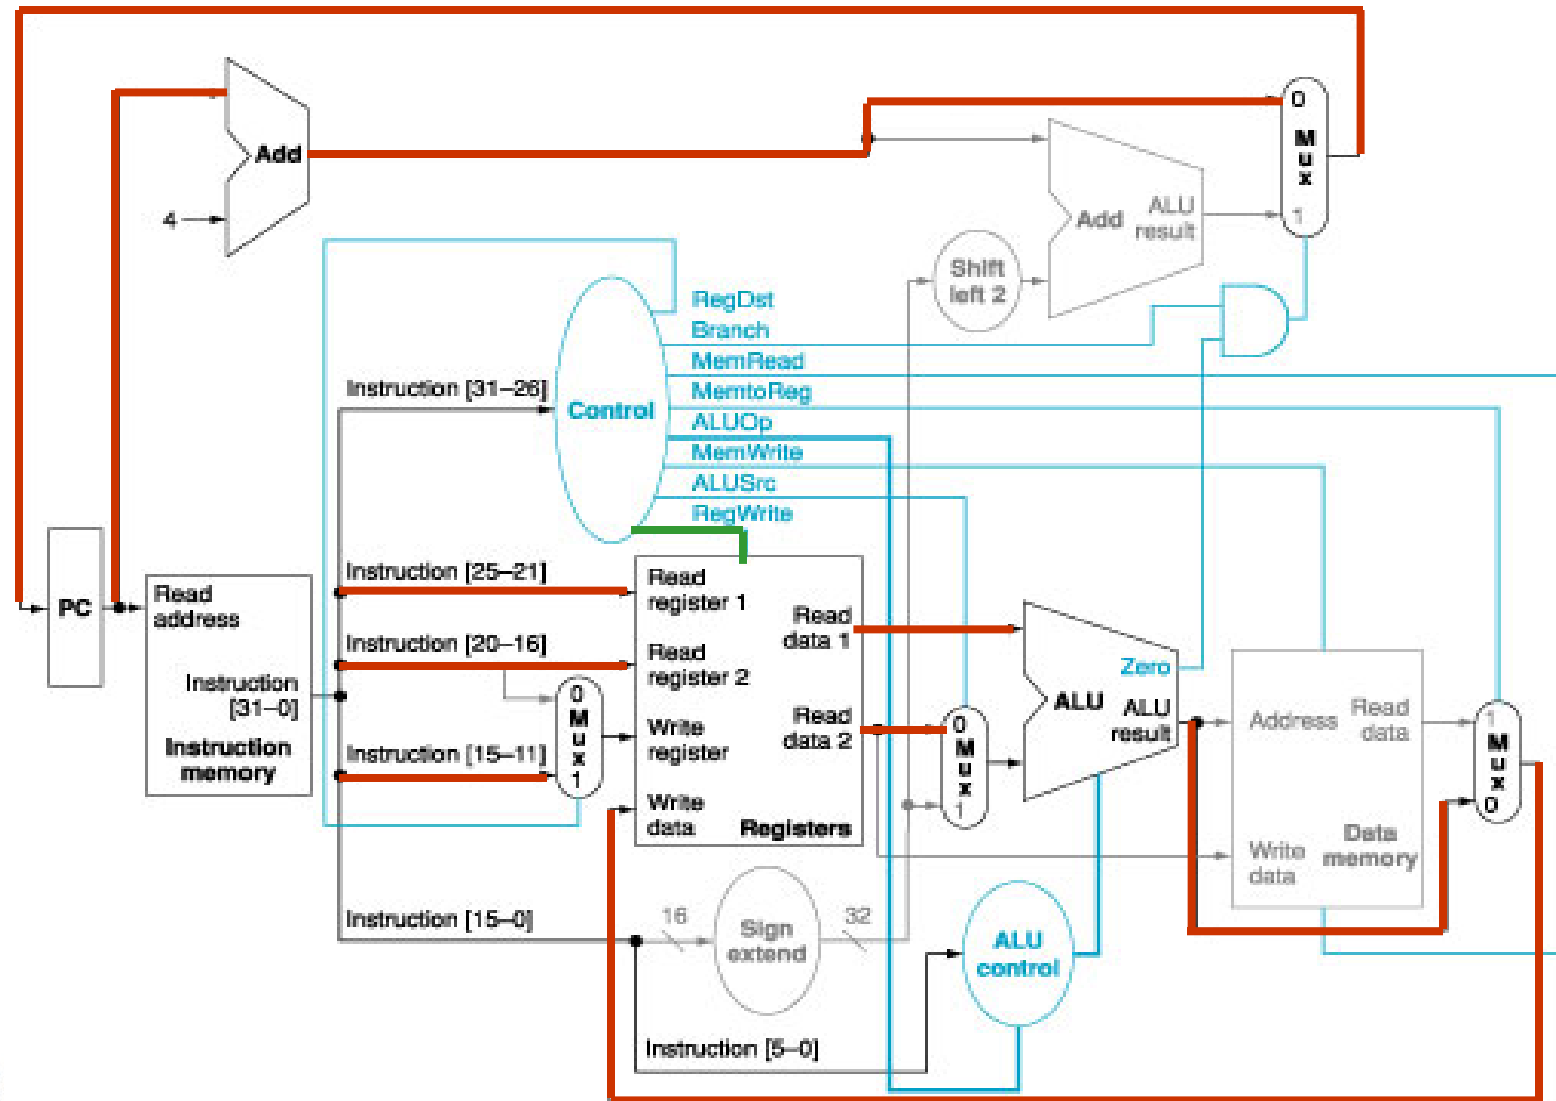 0
M
u
x
1
Add
4
Add
ALU
result
Shift
left 2
RegDst
Branch
MemRead
MemtoReg
ALUOp
MemWrite
ALUSrc
RegWrite
Instruction [31–26]
Control
PC
Read
address
Instruction
[31–0]
Instruction
memory
Instruction [25–21]
Instruction [20–16]
Instruction [15–11]
0
M
u
x
1
Read
register 1
Read
register 2
Write
register
Write
data
Read
data 1
Read
data 2
Registers
0
M
u
x
1
Zero
ALU
ALU
result
Address
Read
data
Write
data
Data
memory
1
M
u
x
0
Instruction [15–0]
16
Sign
extend
32
ALU
control
Instruction [5–0]